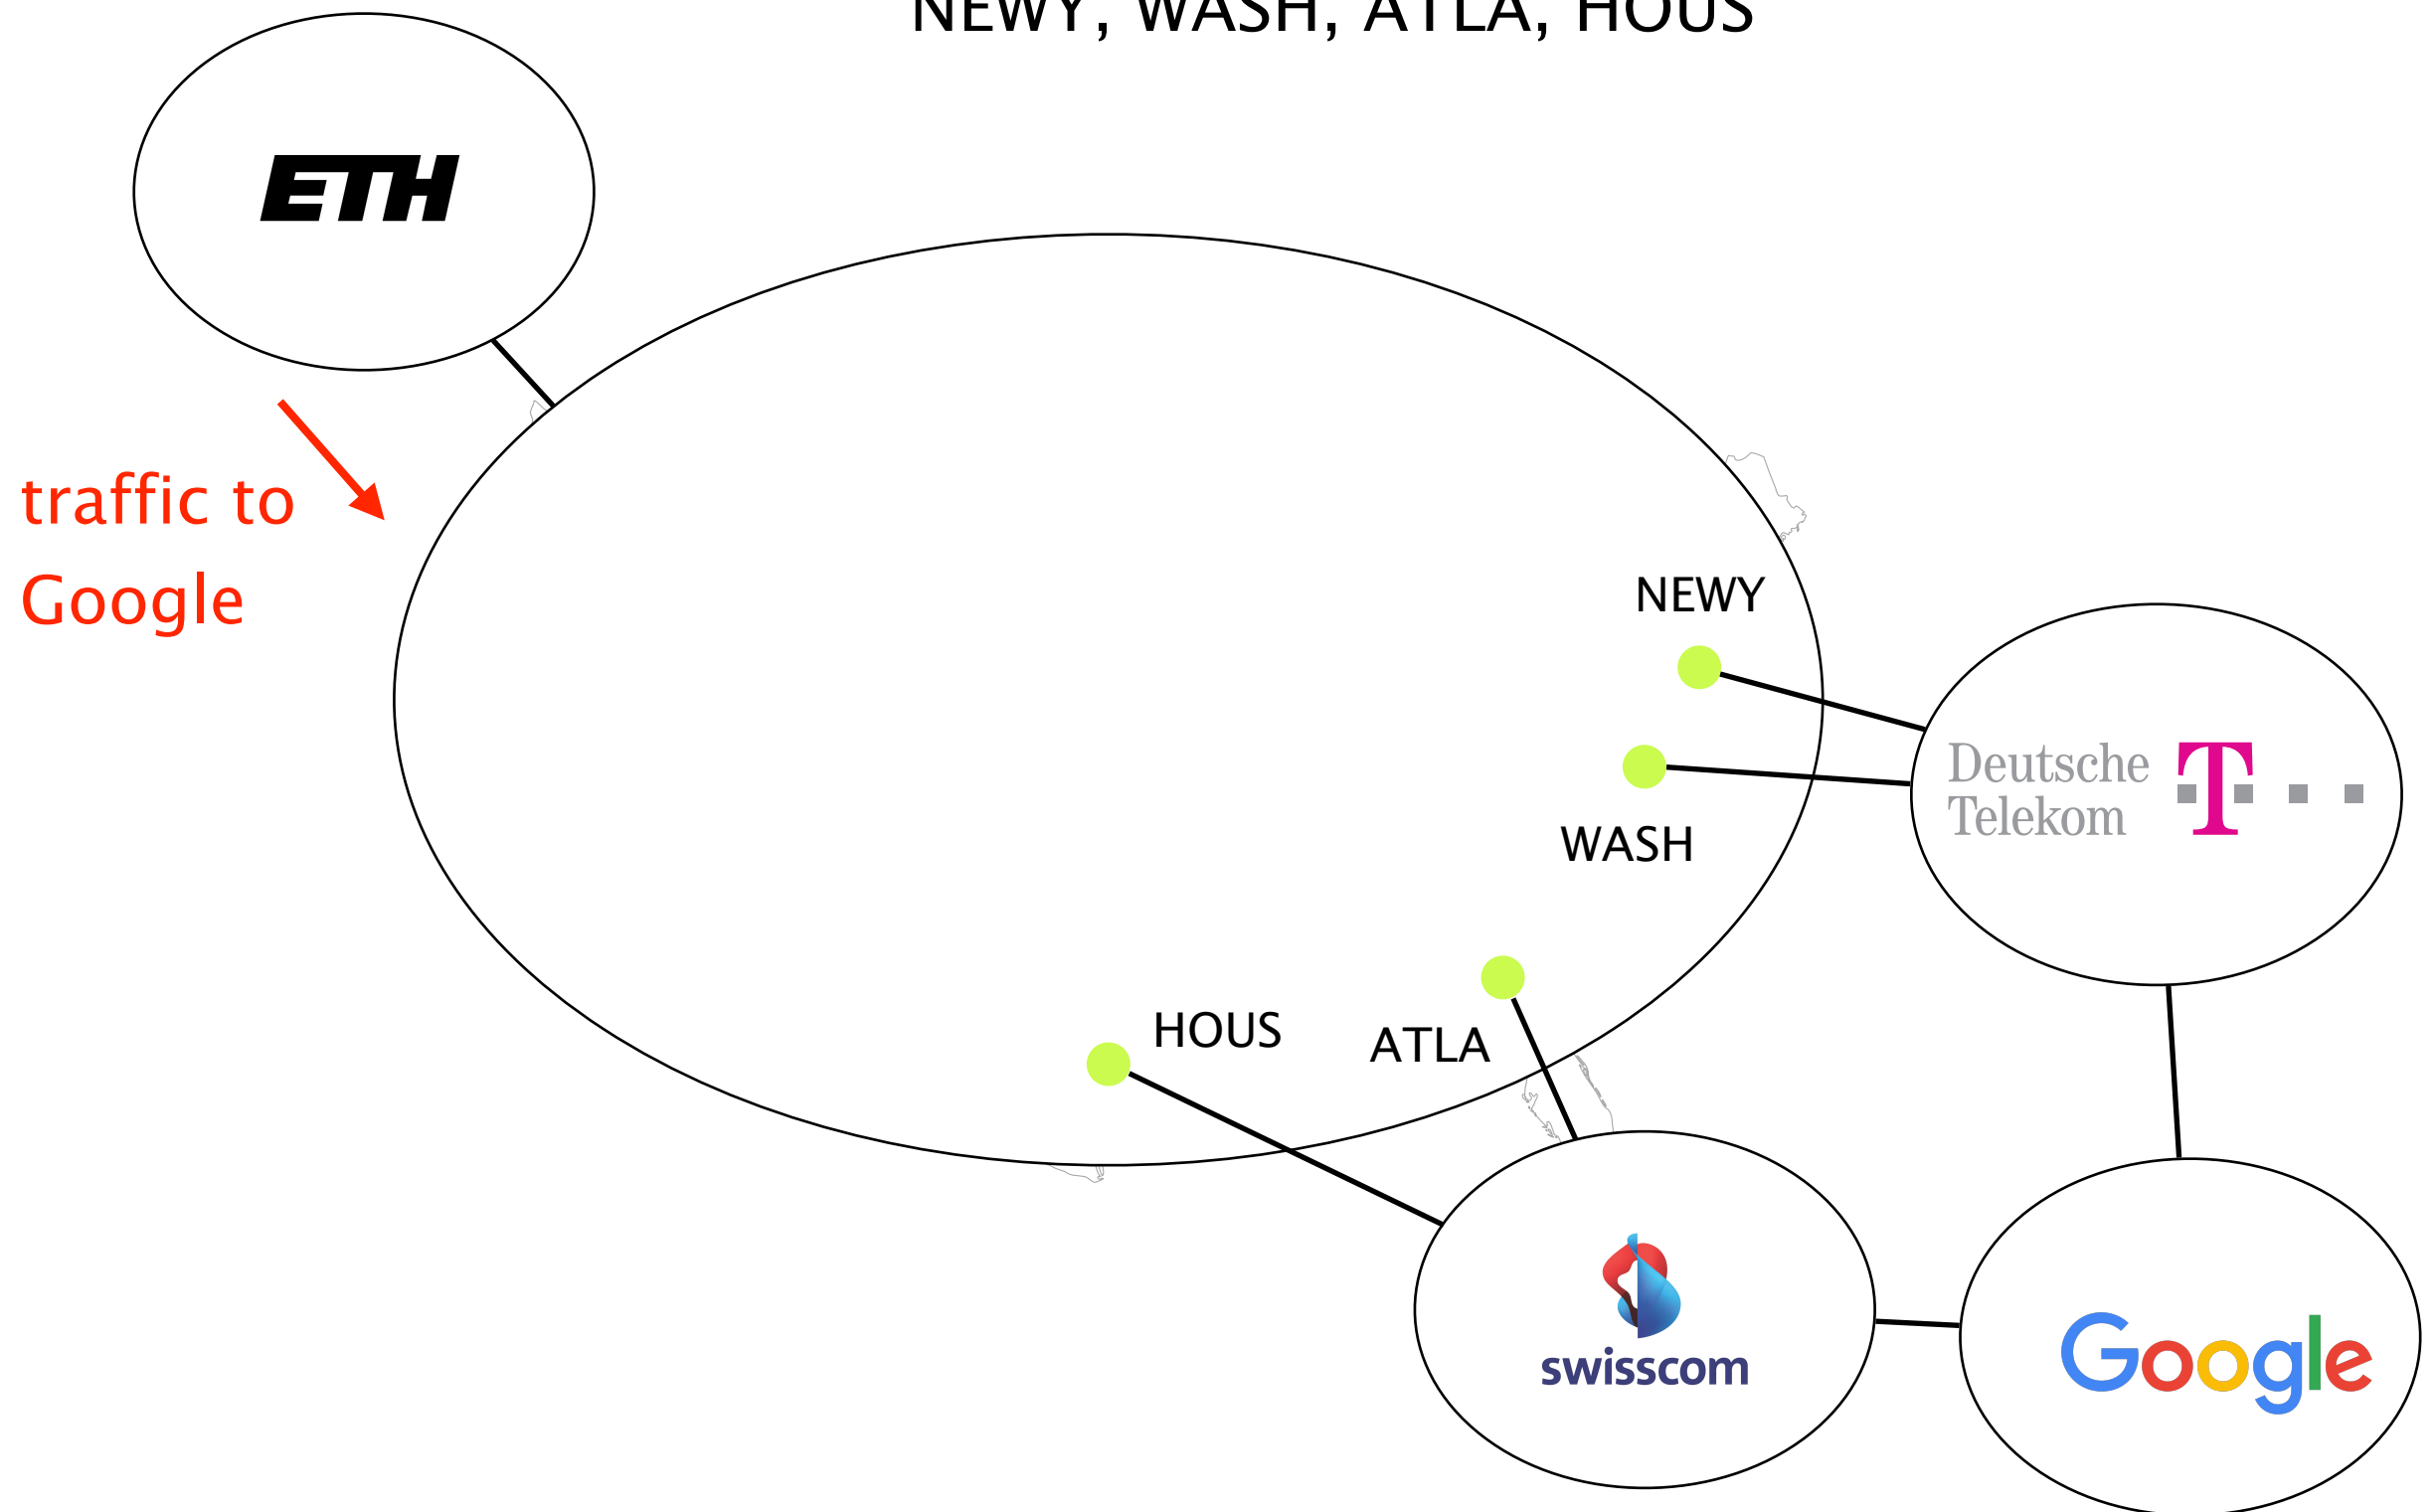 NEWY, WASH, ATLA, HOUS
ETH
traffic to
Google
NEWY
WASH
Deutsche
Telekom
T
HOUS
ATLA
swisscom
Google